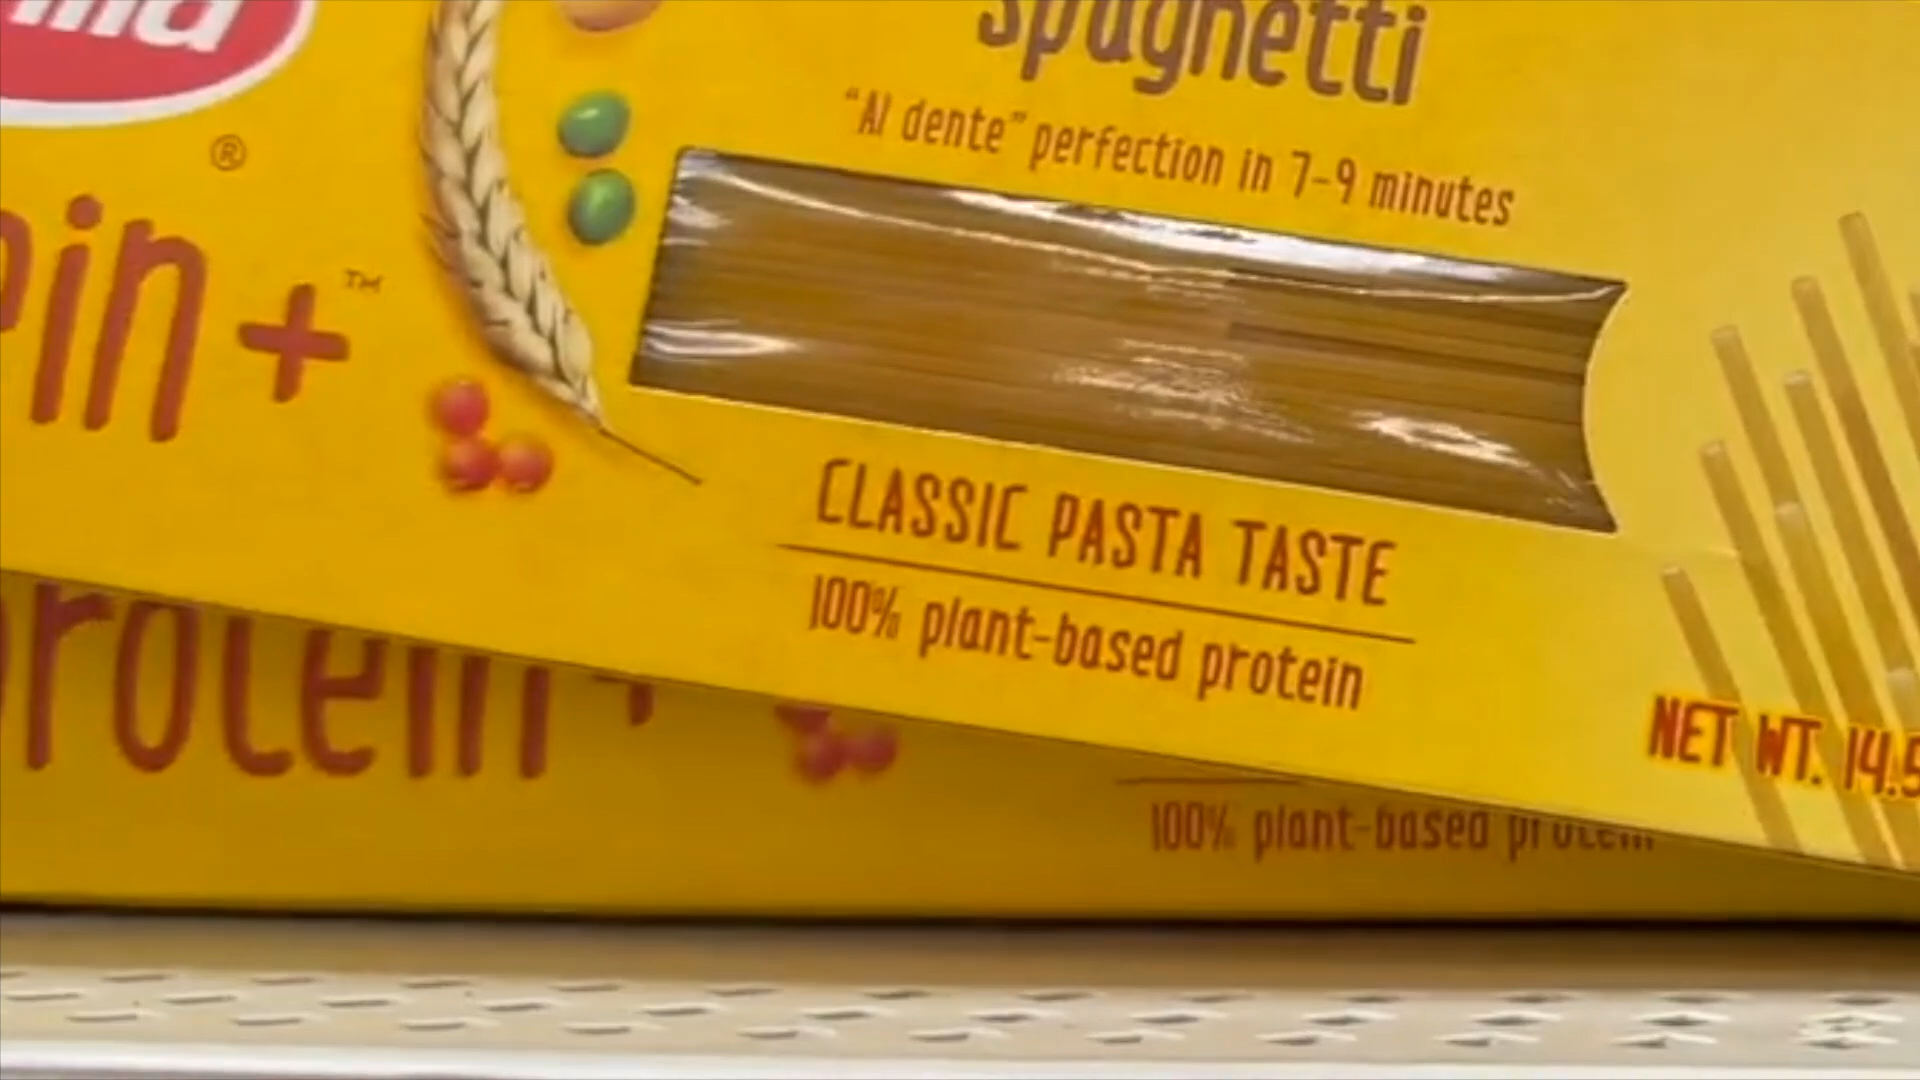 Spaghetti
"Al dente" perfection in 7-9 minutes
®
+™
CLASSIC PASTA TASTE
100% plant-based protein
NET WT. 14.5
protein+
100% plant-based protein